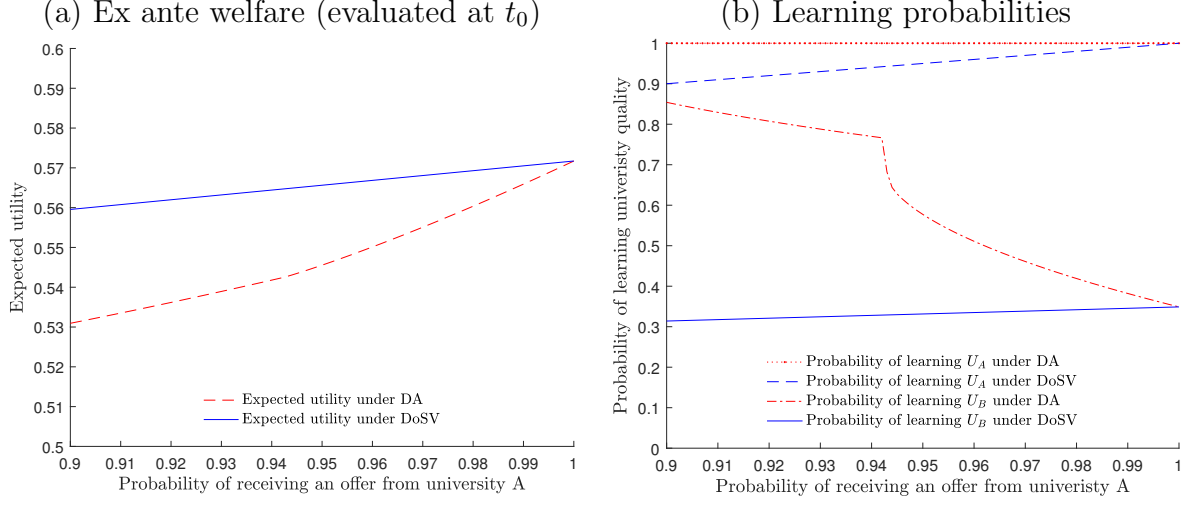 (a) Ex ante welfare (evaluated at t₀)
0.6
0.59
0.58
0.57
0.56
0.55
0.54
0.53
0.52
0.51
0.5
Expected utility
Expected utility under DA
Expected utility under DoSV
0.9 0.91 0.92 0.93 0.94 0.95 0.96 0.97 0.98 0.99 1
Probability of receiving an offer from university A
(b) Learning probabilities
1
0.9
0.8
0.7
0.6
0.5
0.4
0.3
0.2
0.1
0
Probability of learning univeristy quality
Probability of learning U_A under DA
Probability of learning U_A under DoSV
Probability of learning U_B under DA
Probability of learning U_B under DoSV
0.9 0.91 0.92 0.93 0.94 0.95 0.96 0.97 0.98 0.99 1
Probability of receiving an offer from univeristy A